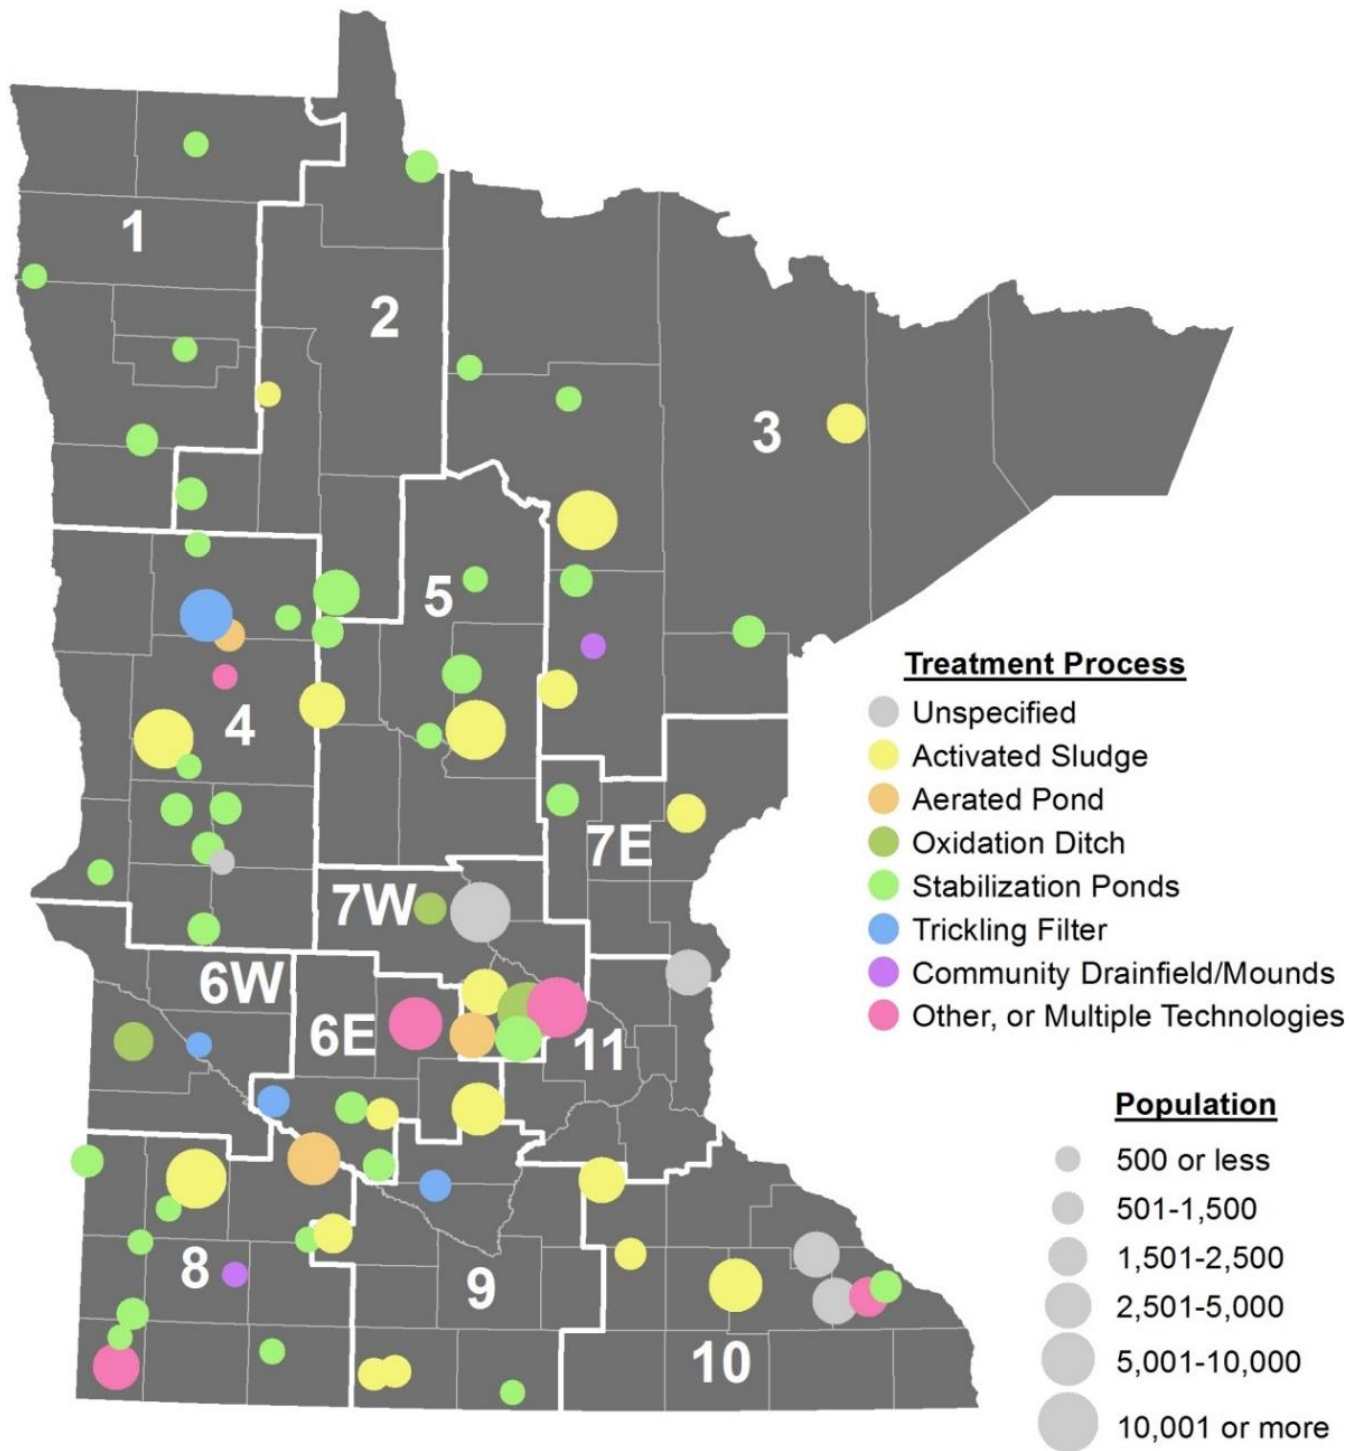 1
2
3
5
4
7E
7W
6W
6E
11
8
9
10
Treatment Process
Unspecified
Activated Sludge
Aerated Pond
Oxidation Ditch
Stabilization Ponds
Trickling Filter
Community Drainfield/Mounds
Other, or Multiple Technologies
Population
500 or less
501-1,500
1,501-2,500
2,501-5,000
5,001-10,000
10,001 or more